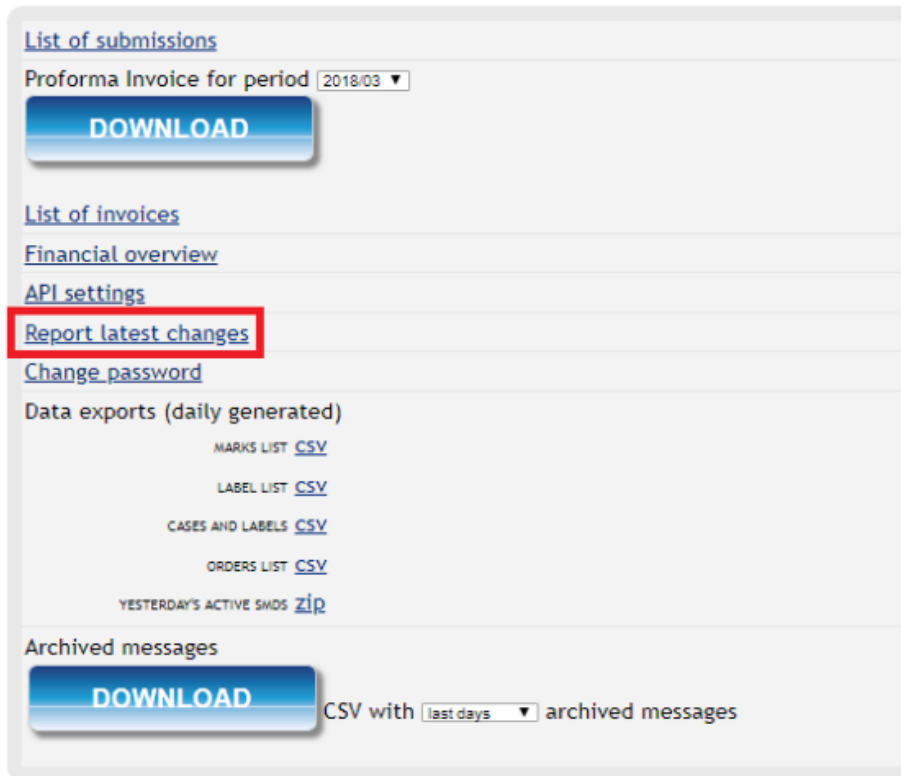 List of submissions
Proforma Invoice for period 2018/03
DOWNLOAD
List of invoices
Financial overview
API settings
Report latest changes
Change password
Data exports (daily generated)
MARKS LIST CSV
LABEL LIST CSV
CASES AND LABELS CSV
ORDERS LIST CSV
YESTERDAY'S ACTIVE SMDS zip
Archived messages
DOWNLOAD CSV with last days archived messages